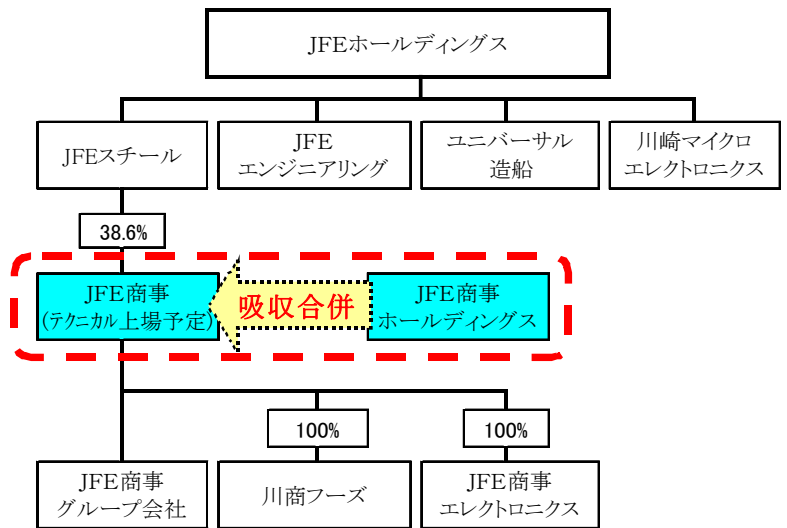 JFEホールディングス
JFEスチール
JFE
エンジニアリング
ユニバーサル
造船
川崎マイクロ
エレクトロニクス
38.6%
JFE商事
(テクニカル上場予定)
吸収合併
JFE商事
ホールディングス
100%
100%
JFE商事
グループ会社
川商フーズ
JFE商事
エレクトロニクス